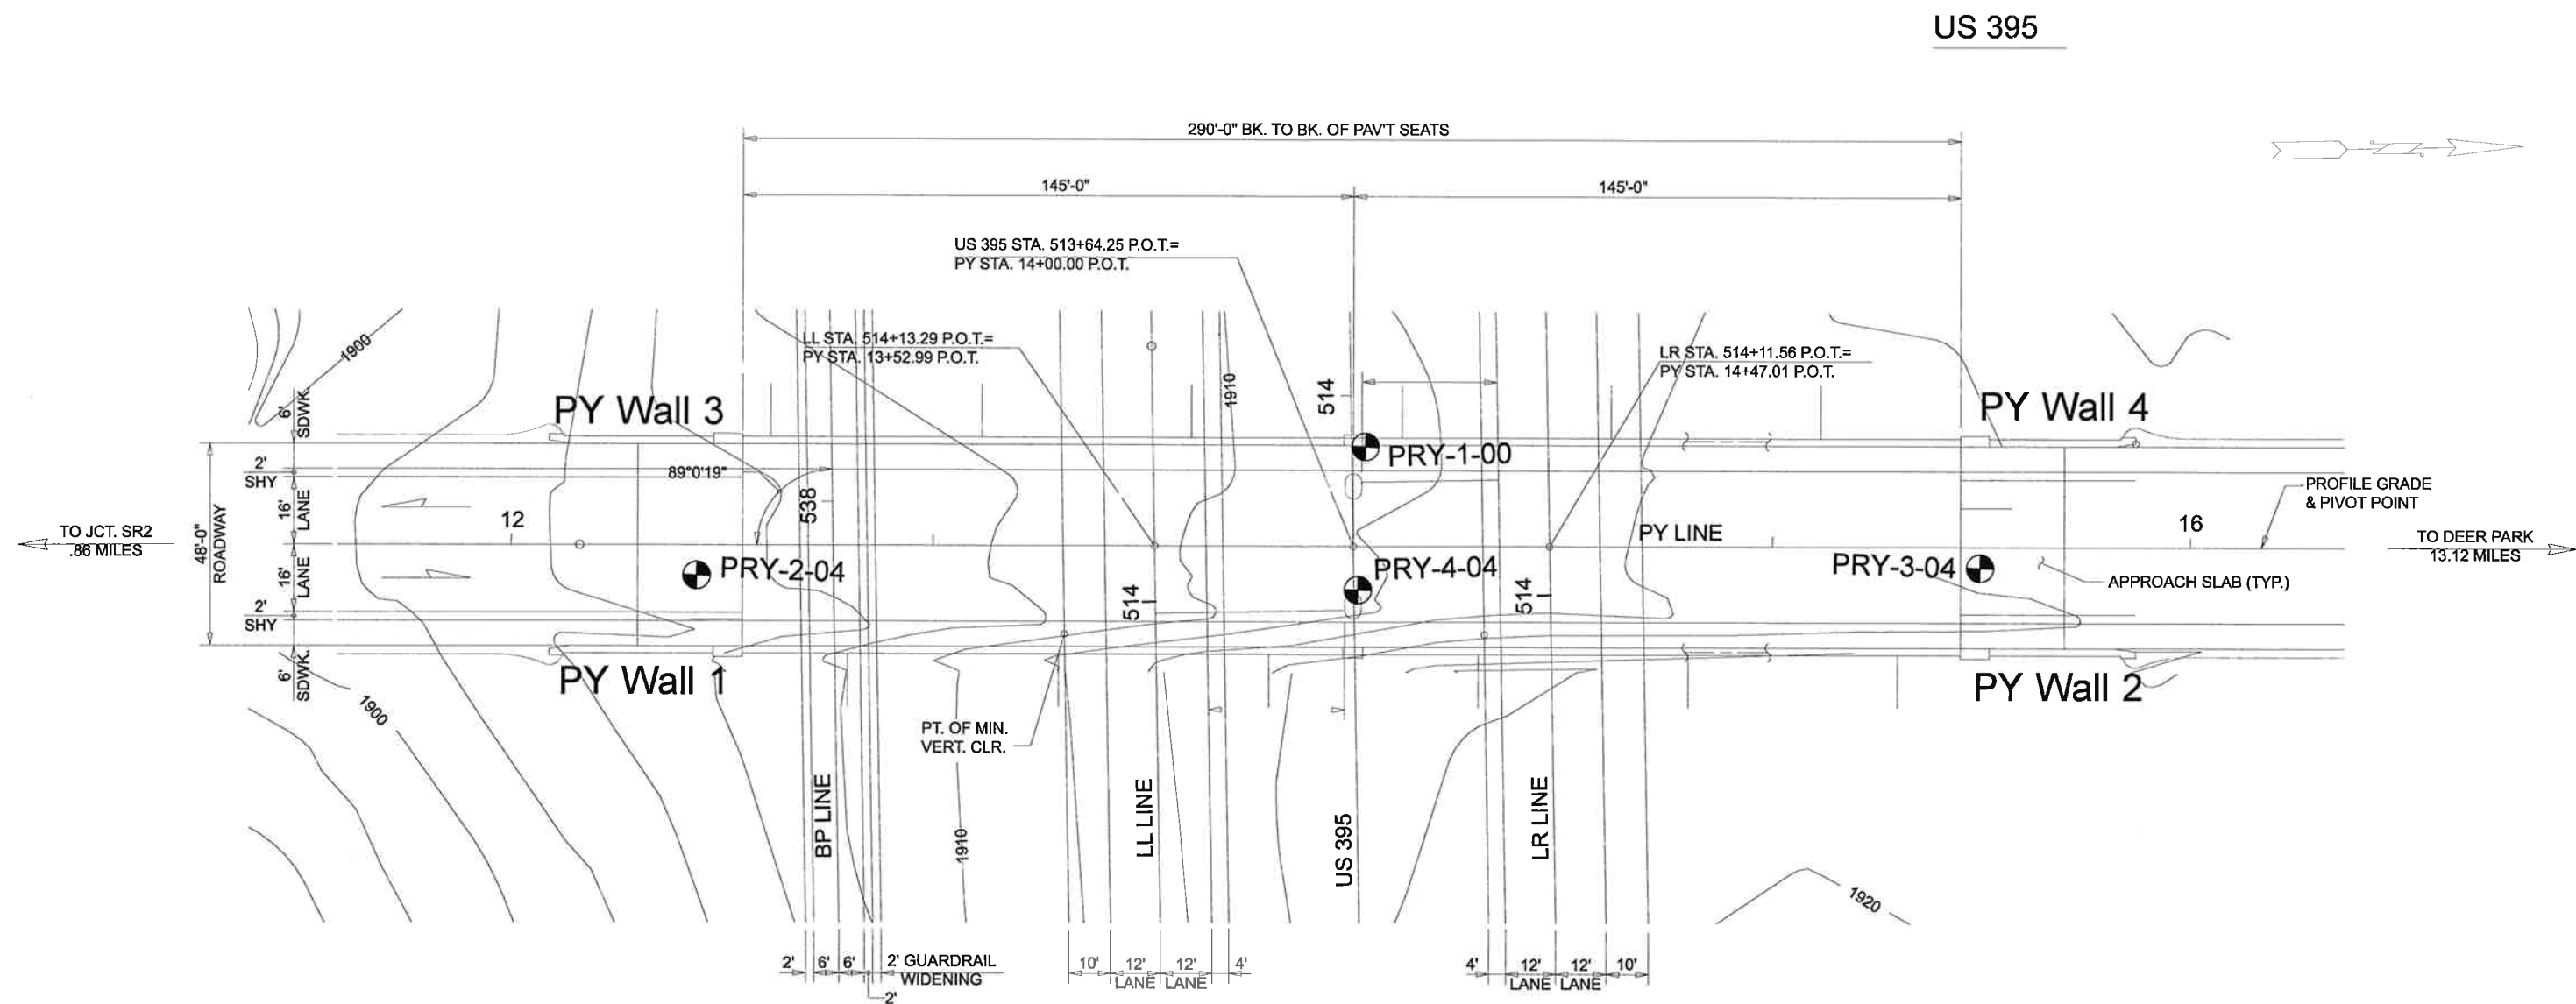 US 395
290'-0" BK. TO BK. OF PAV'T SEATS
145'-0"
145'-0"
US 395 STA. 513+64.25 P.O.T.=
PY STA. 14+00.00 P.O.T.
LL STA. 514+13.29 P.O.T.=
PY STA. 13+52.99 P.O.T.
LR STA. 514+11.56 P.O.T.=
PY STA. 14+47.01 P.O.T.
1900
1910
514
6'
SDWK.
PY Wall 3
PY Wall 4
PRY-1-00
2'
SHY
89°0'19"
538
16'
LANE
48'-0"
ROADWAY
12
PY LINE
16
PROFILE GRADE
& PIVOT POINT
TO JCT. SR2
.86 MILES
TO DEER PARK
13.12 MILES
PRY-2-04
PRY-4-04
PRY-3-04
APPROACH SLAB (TYP.)
16'
LANE
514
514
2'
SHY
6'
SDWK.
PY Wall 1
PY Wall 2
1900
PT. OF MIN.
VERT. CLR.
BP LINE
1910
LL LINE
US 395
LR LINE
1920
2'
6'
6'
2' GUARDRAIL
WIDENING
2'
10'
12'
LANE
12'
LANE
4'
4'
12'
LANE
12'
LANE
10'